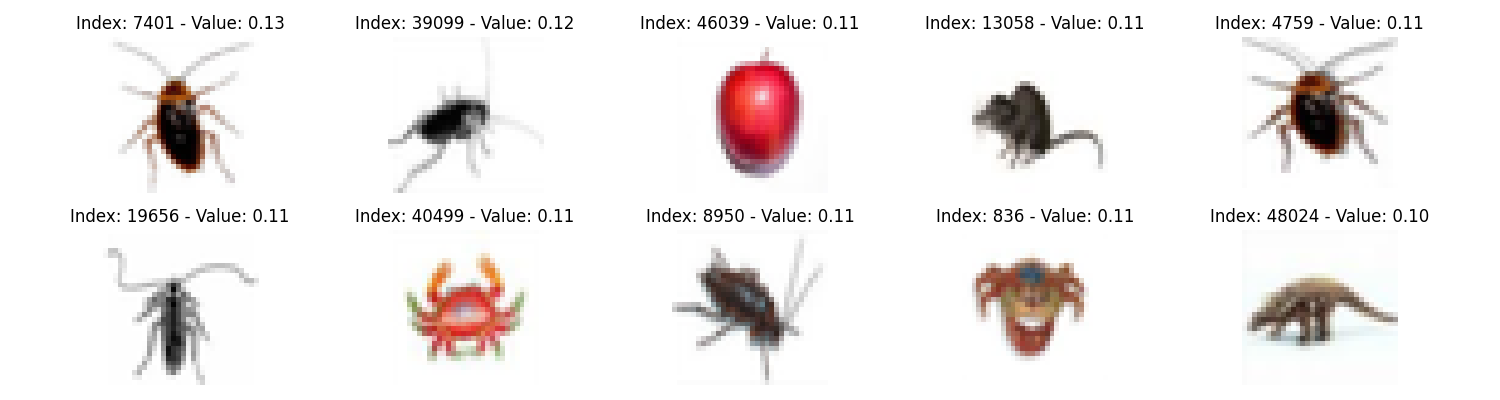 Index: 7401 - Value: 0.13
Index: 39099 - Value: 0.12
Index: 46039 - Value: 0.11
Index: 13058 - Value: 0.11
Index: 4759 - Value: 0.11
Index: 19656 - Value: 0.11
Index: 40499 - Value: 0.11
Index: 8950 - Value: 0.11
Index: 836 - Value: 0.11
Index: 48024 - Value: 0.10